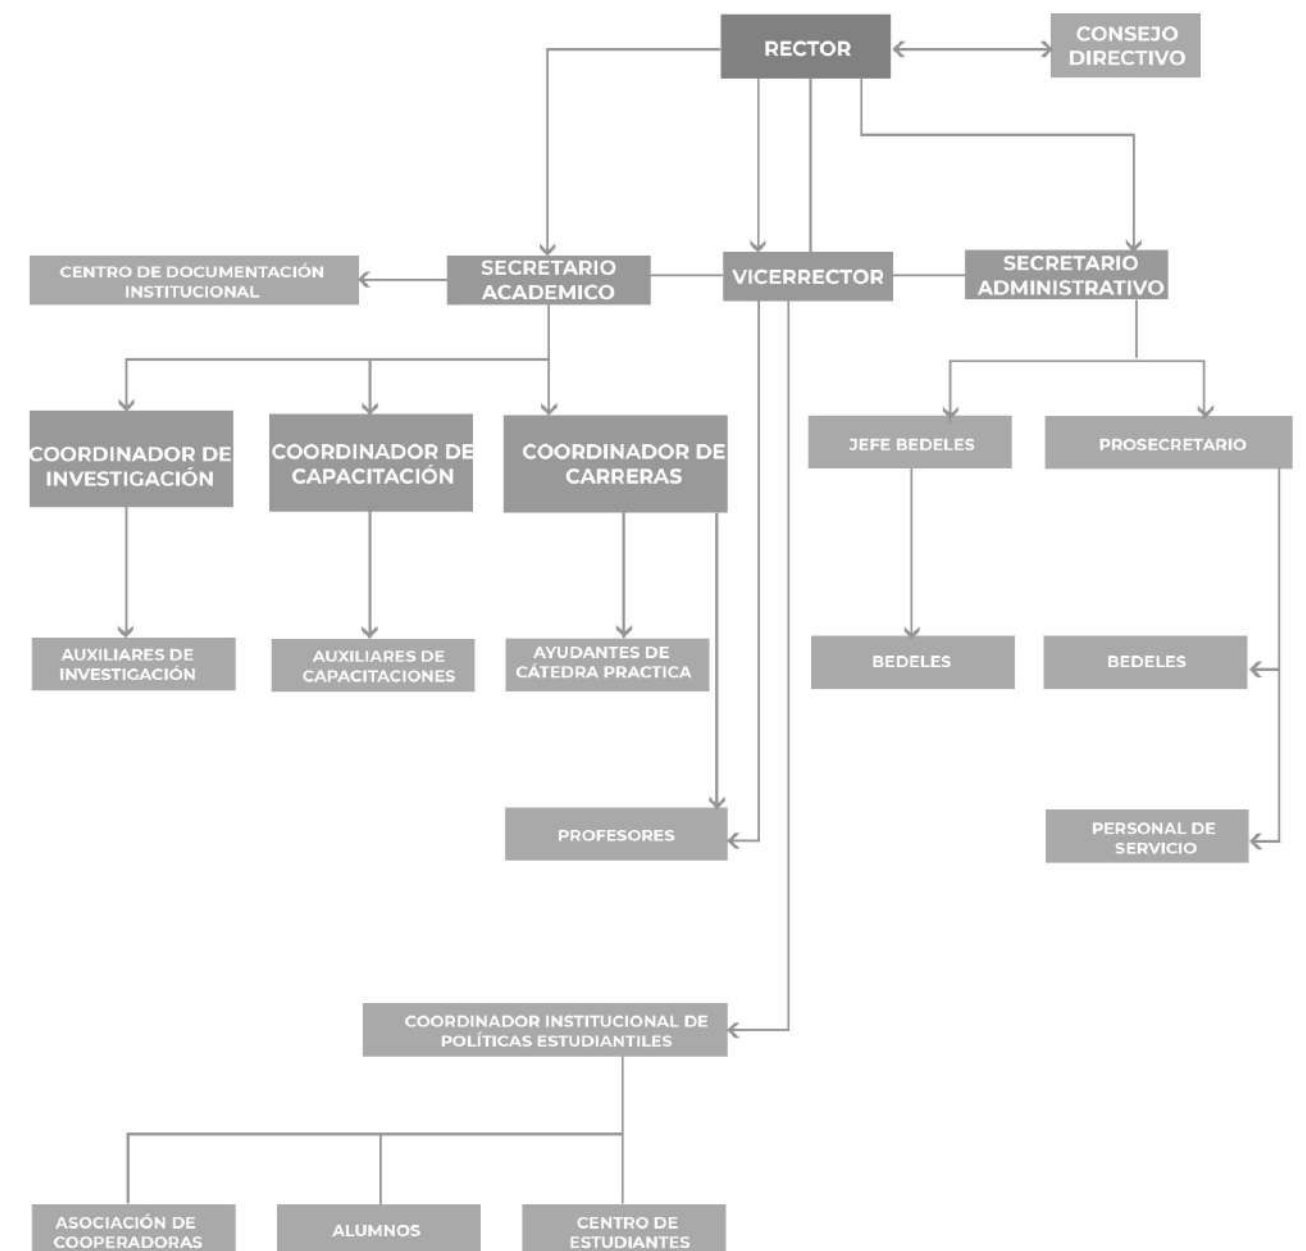 RECTOR
CONSEJO
DIRECTIVO
CENTRO DE DOCUMENTACIÓN
INSTITUCIONAL
SECRETARIO
ACADEMICO
VICERRECTOR
SECRETARIO
ADMINISTRATIVO
COORDINADOR DE
INVESTIGACIÓN
COORDINADOR DE
CAPACITACIÓN
COORDINADOR DE
CARRERAS
JEFE BEDELES
PROSECRETARIO
AUXILIARES DE
INVESTIGACIÓN
AUXILIARES DE
CAPACITACIONES
AYUDANTES DE
CÁTEDRA PRACTICA
BEDELES
BEDELES
PROFESORES
PERSONAL DE
SERVICIO
COORDINADOR INSTITUCIONAL DE
POLÍTICAS ESTUDIANTILES
ASOCIACIÓN DE
COOPERADORAS
ALUMNOS
CENTRO DE
ESTUDIANTES